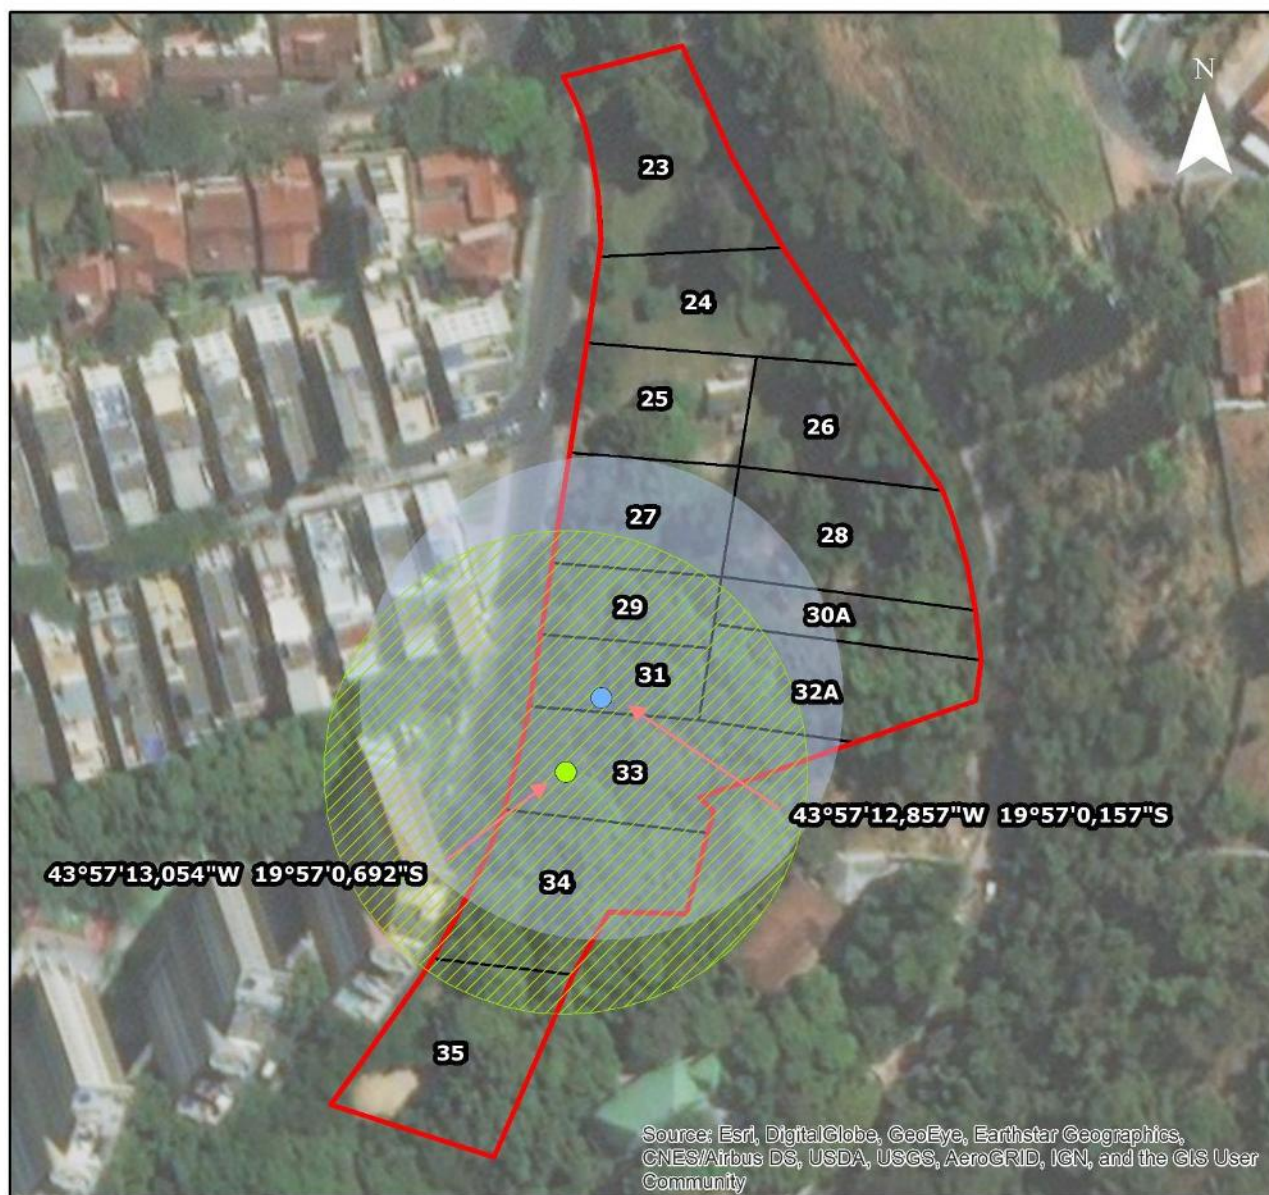 N
23
24
25
26
27
28
29
30A
31
32A
33
43°57'12,857"W 19°57'0,157"S
43°57'13,054"W 19°57'0,692"S
34
35
Source: Esri, DigitalGlobe, GeoEye, Earthstar Geographics,
CNES/Airbus DS, USDA, USGS, AeroGRID, IGN, and the GIS User
Community